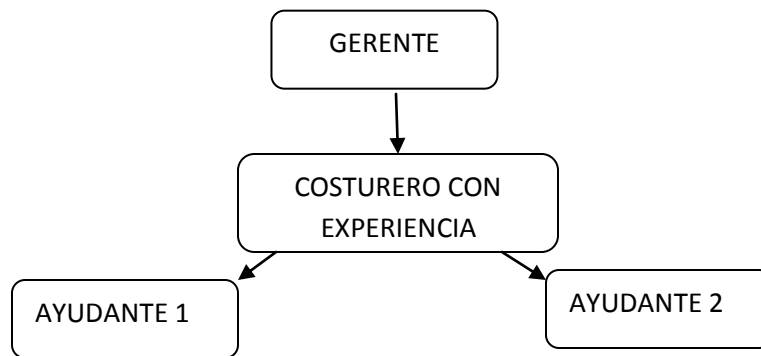 GERENTE
COSTURERO CON
EXPERIENCIA
AYUDANTE 1
AYUDANTE 2